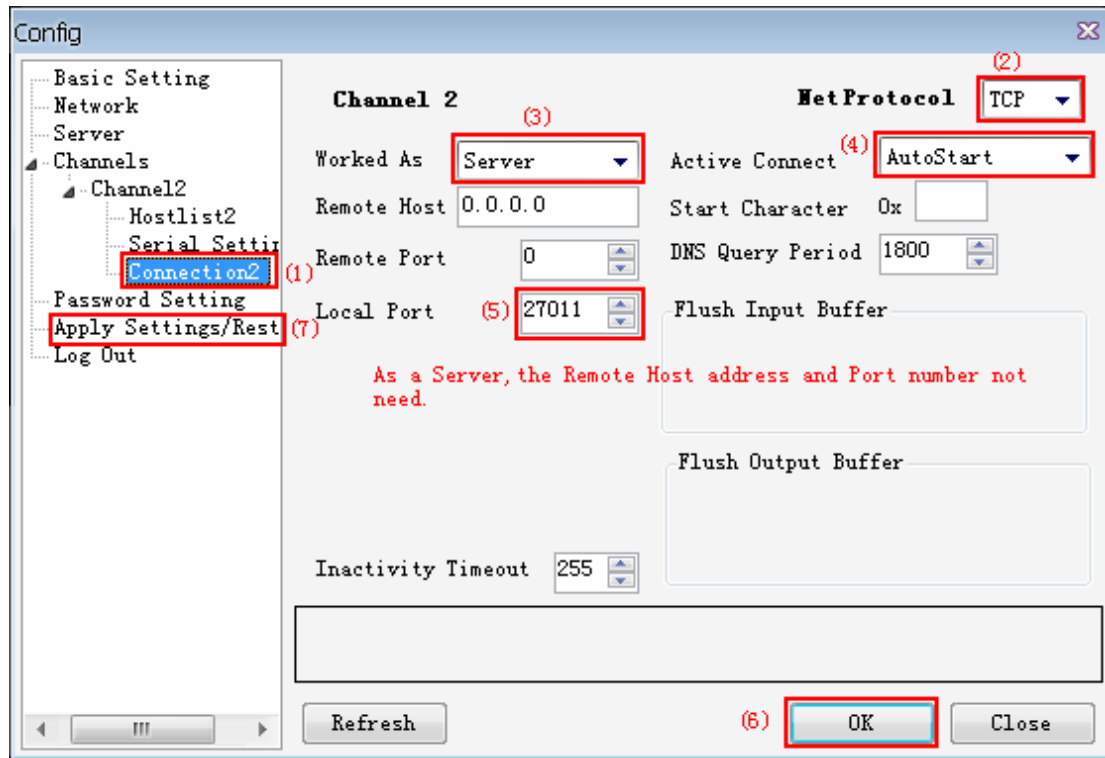 Config
Basic Setting
Network
Server
Channels
Channel2
Hostlist2
Serial Settin
Connection2
(1)
Password Setting
Apply Settings/Rest
(7)
Log Out
Channel 2
NetProtocol
(2)
TCP
(3)
Worked As
Server
Active Connect
(4)
AutoStart
Remote Host
0.0.0.0
Start Character
0x
Remote Port
0
DNS Query Period
1800
Local Port
(5)
27011
Flush Input Buffer
As a Server, the Remote Host address and Port number not
need.
Flush Output Buffer
Inactivity Timeout
255
Refresh
(6)
OK
Close